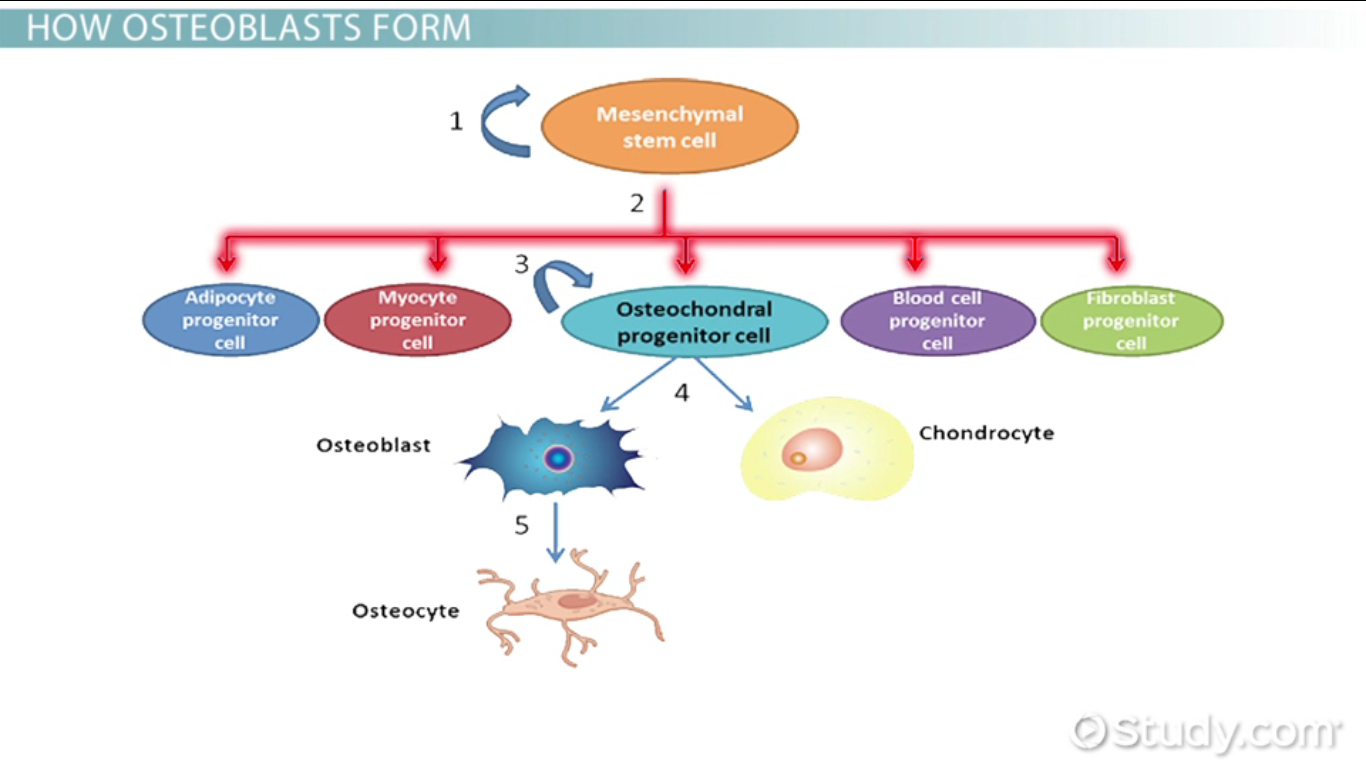 HOW OSTEOBLASTS FORM
1
Mesenchymal
stem cell
2
3
Adipocyte
progenitor
cell
Myocyte
progenitor
cell
Osteochondral
progenitor cell
Blood cell
progenitor
cell
Fibroblast
progenitor
cell
4
Osteoblast
Chondrocyte
5
Osteocyte
Study.com